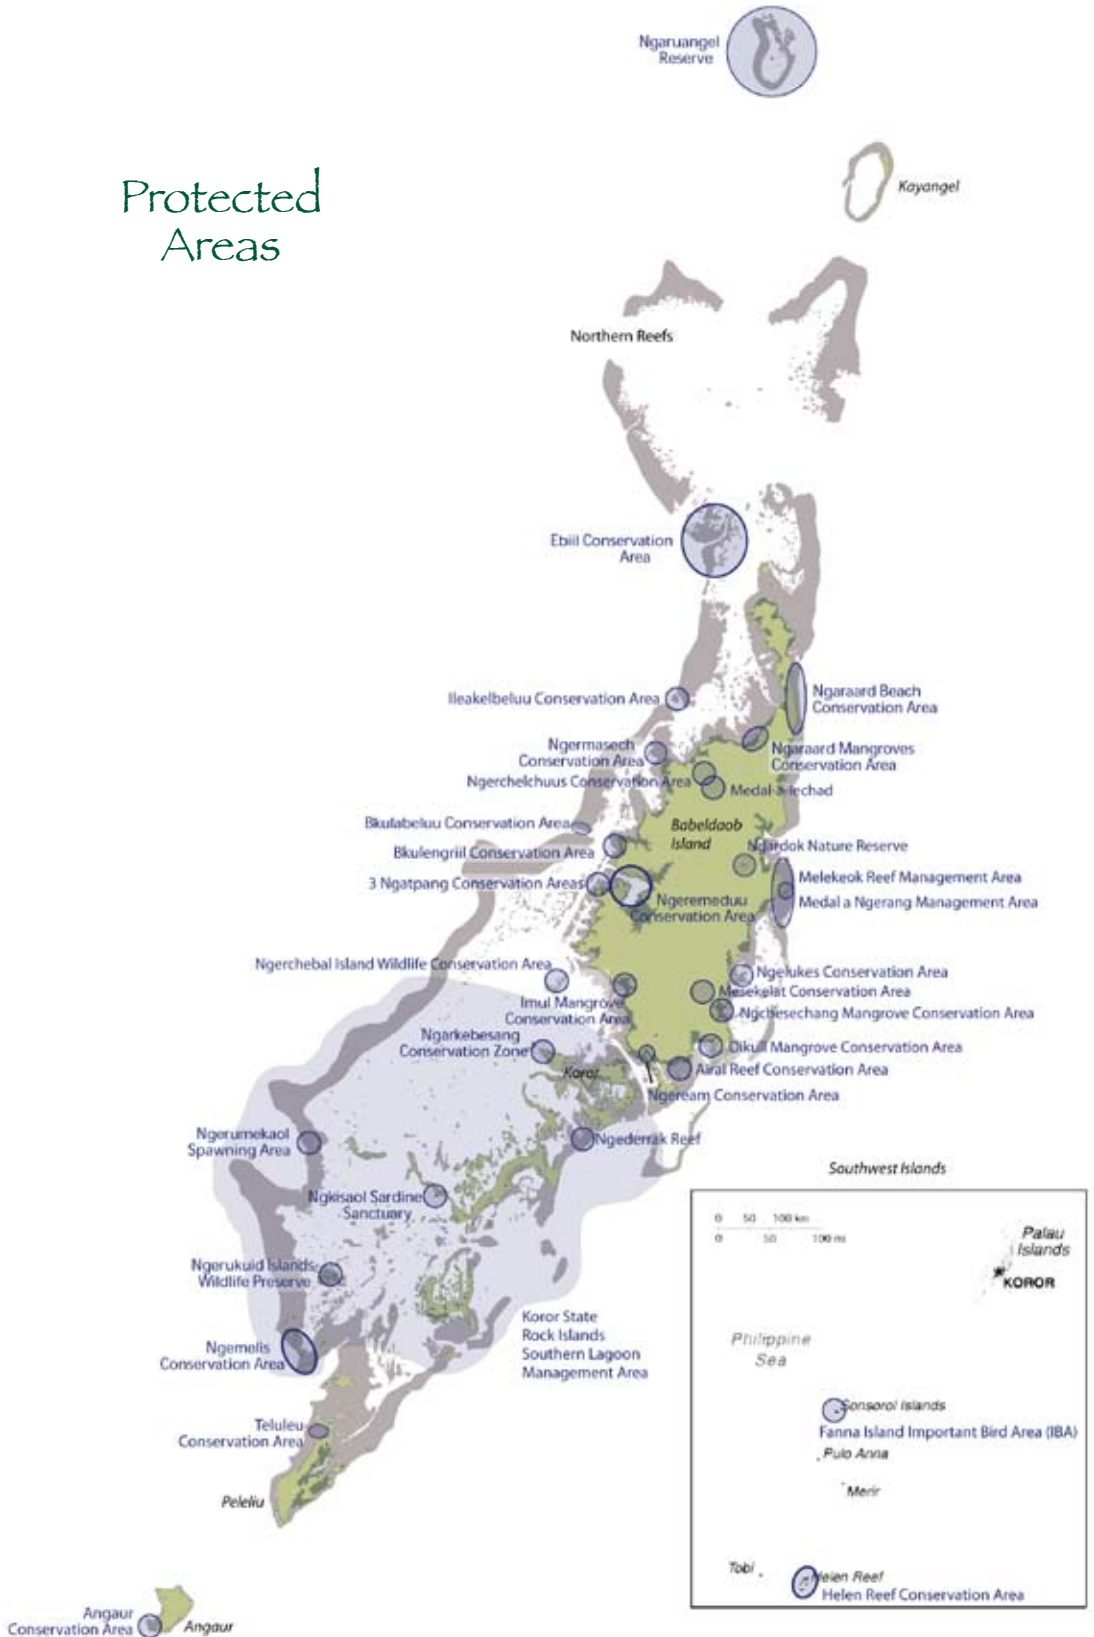 Ngaruangel
Reserve
Kayangel
Protected
Areas
Northern Reefs
Ebiil Conservation
Area
Ileakelbeluu Conservation Area
Ngaraard Beach
Conservation Area
Ngermasech
Conservation Area
Ngaraard Mangroves
Conservation Area
Ngerchelchuus Conservation Area
Medal-a-Iechad
Bkulabeluu Conservation Area
Babeldaob
Island
Bkulengriil Conservation Area
Ngardok Nature Reserve
3 Ngatpang Conservation Areas
Melekeok Reef Management Area
Ngeremeduu
Conservation Area
Medal a Ngerang Management Area
Ngerchebal Island Wildlife Conservation Area
Ngelukes Conservation Area
Mesekelat Conservation Area
Imul Mangrove
Conservation Area
Ngchesechang Mangrove Conservation Area
Ngarkebesang
Conservation Zone
Oikull Mangrove Conservation Area
Koror
Airai Reef Conservation Area
Ngeream Conservation Area
Ngerumekaol
Spawning Area
Ngederrak Reef
Ngkisaol Sardine
Sanctuary
Ngerukuid Islands
Wildlife Preserve
Koror State
Rock Islands
Southern Lagoon
Management Area
Ngemelis
Conservation Area
Teluleu
Conservation Area
Peleliu
Angaur
Conservation Area
Angaur
Southwest Islands
0 50 100 km
0 50 100 mi
Palau
Islands
KOROR
Philippine
Sea
Sonsorol Islands
Fanna Island Important Bird Area (IBA)
Pulo Anna
Merir
Tobi
Helen Reef
Helen Reef Conservation Area